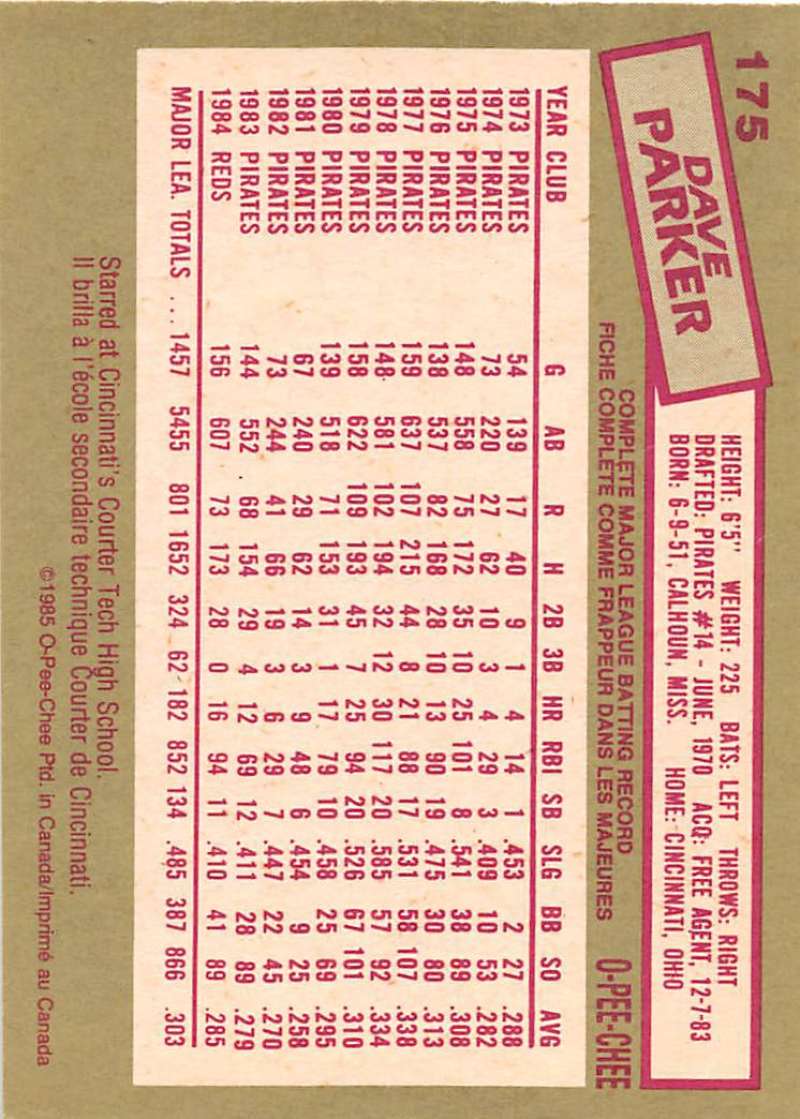 175
DAVE
PARKER
HEIGHT: 6'5" WEIGHT: 225 BATS: LEFT THROWS: RIGHT
DRAFTED: PIRATES #14 - JUNE, 1970 ACQ: FREE AGENT, 12-7-83
BORN: 6-9-51, CALHOUN, MISS. HOME: CINCINNATI, OHIO
COMPLETE MAJOR LEAGUE BATTING RECORD
FICHE COMPLÈTE COMME FRAPPEUR DANS LES MAJEURES O-PEE-CHEE
YEAR CLUB G AB R H 2B 3B HR RBI SB SLG BB SO AVG
1973 PIRATES 54 139 17 40 9 1 4 14 1 .453 2 27 .288
1974 PIRATES 73 220 27 62 10 3 4 29 3 .409 10 53 .282
1975 PIRATES 148 558 75 172 35 10 25 101 8 .541 38 89 .308
1976 PIRATES 138 537 82 168 28 10 13 90 19 .475 30 80 .313
1977 PIRATES 159 637 107 215 44 8 21 88 17 .531 58 107 .338
1978 PIRATES 148 581 102 194 32 12 30 117 20 .585 57 92 .334
1979 PIRATES 158 622 109 193 45 7 25 94 20 .526 67 101 .310
1980 PIRATES 139 518 71 153 31 1 17 79 10 .458 25 69 .295
1981 PIRATES 67 240 29 62 14 3 9 48 6 .454 9 25 .258
1982 PIRATES 73 244 41 66 19 3 6 29 7 .447 22 45 .270
1983 PIRATES 144 552 68 154 29 4 12 69 12 .411 28 89 .279
1984 REDS 156 607 73 173 28 0 16 94 11 .410 41 89 .285
MAJOR LEA. TOTALS ... 1457 5455 801 1652 324 62 182 852 134 .485 387 866 .303
Starred at Cincinnati's Courter Tech High School.
Il brilla à l'école secondaire technique Courter de Cincinnati.
©1985 O-Pee-Chee Ptd. in Canada/Imprimé au Canada